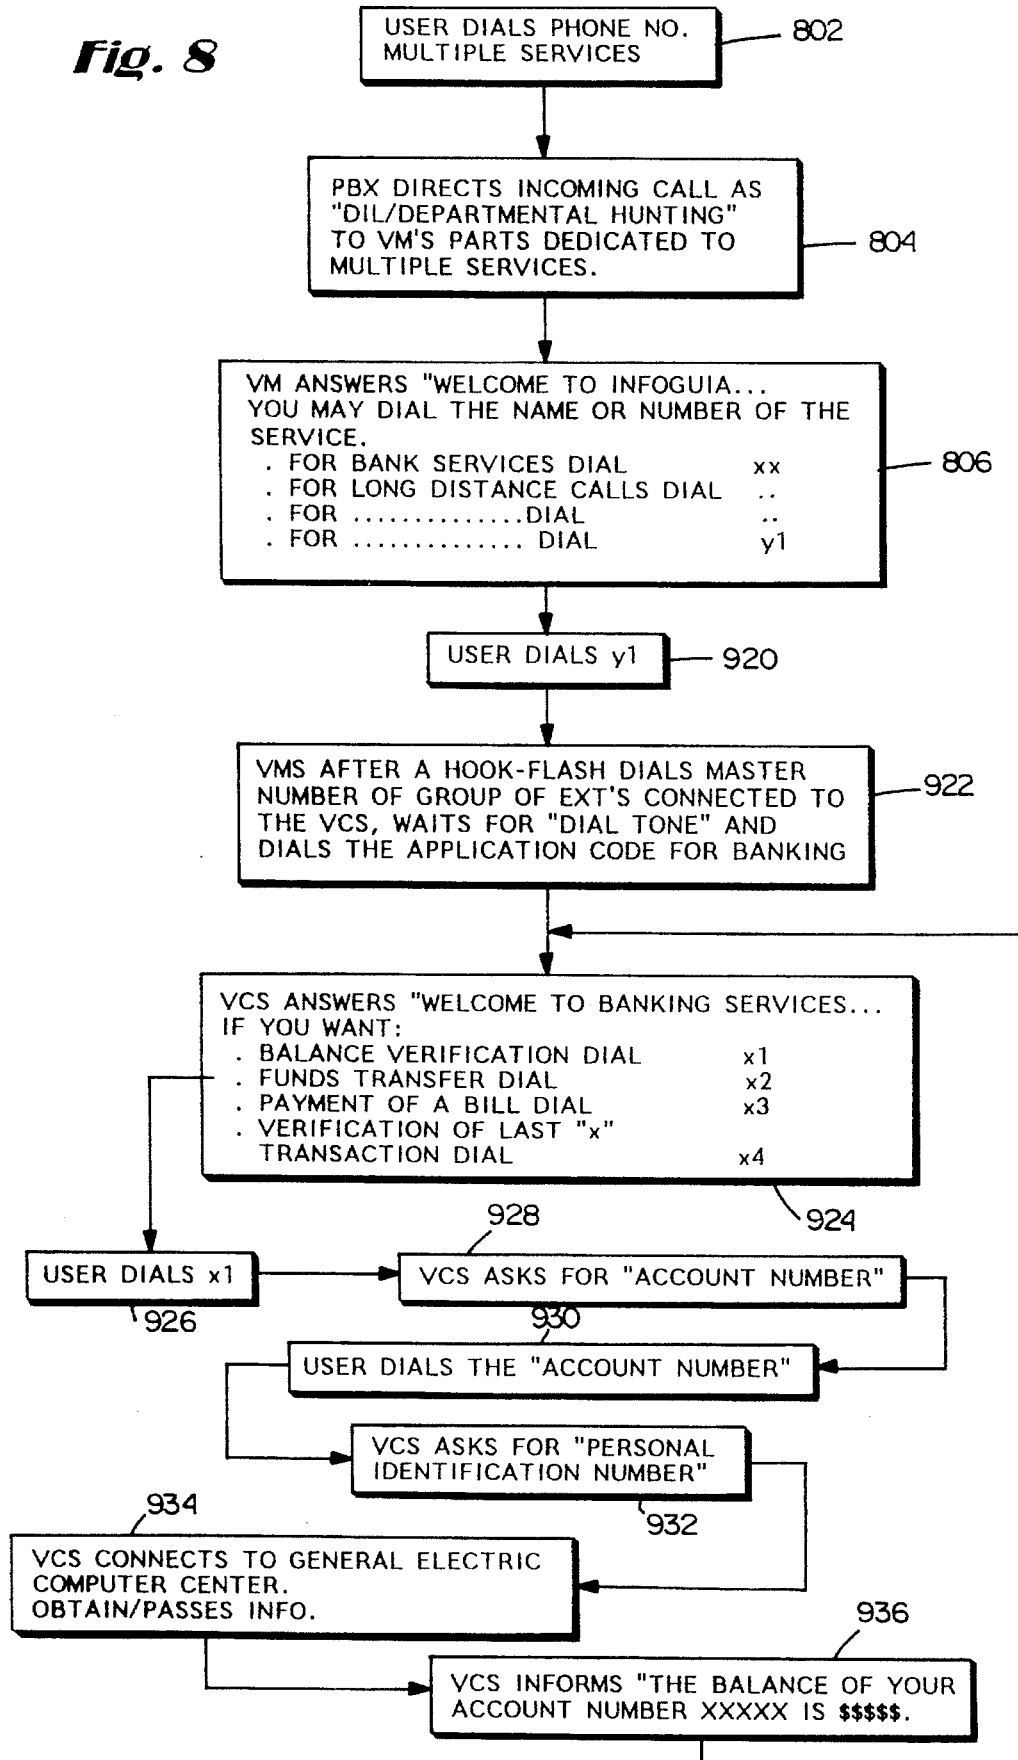 Fig. 8
USER DIALS PHONE NO.
MULTIPLE SERVICES
802
PBX DIRECTS INCOMING CALL AS
"DIL/DEPARTMENTAL HUNTING"
TO VM'S PARTS DEDICATED TO
MULTIPLE SERVICES.
804
VM ANSWERS "WELCOME TO INFOGUIA...
YOU MAY DIAL THE NAME OR NUMBER OF THE
SERVICE.
. FOR BANK SERVICES DIAL xx
. FOR LONG DISTANCE CALLS DIAL ..
. FOR ..............DIAL ..
. FOR .............. DIAL y1
806
USER DIALS y1
920
VMS AFTER A HOOK-FLASH DIALS MASTER
NUMBER OF GROUP OF EXT'S CONNECTED TO
THE VCS, WAITS FOR "DIAL TONE" AND
DIALS THE APPLICATION CODE FOR BANKING
922
VCS ANSWERS "WELCOME TO BANKING SERVICES...
IF YOU WANT:
. BALANCE VERIFICATION DIAL x1
. FUNDS TRANSFER DIAL x2
. PAYMENT OF A BILL DIAL x3
. VERIFICATION OF LAST "x"
TRANSACTION DIAL x4
924
USER DIALS x1
926
928
VCS ASKS FOR "ACCOUNT NUMBER"
930
USER DIALS THE "ACCOUNT NUMBER"
VCS ASKS FOR "PERSONAL
IDENTIFICATION NUMBER"
932
934
VCS CONNECTS TO GENERAL ELECTRIC
COMPUTER CENTER.
OBTAIN/PASSES INFO.
936
VCS INFORMS "THE BALANCE OF YOUR
ACCOUNT NUMBER XXXXX IS $$$$$.